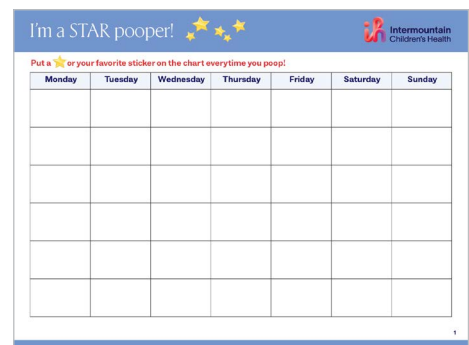 I'm a STAR pooper!
Intermountain
Children's Health
Put a or your favorite sticker on the chart everytime you poop!
Monday Tuesday Wednesday Thursday Friday Saturday Sunday
1